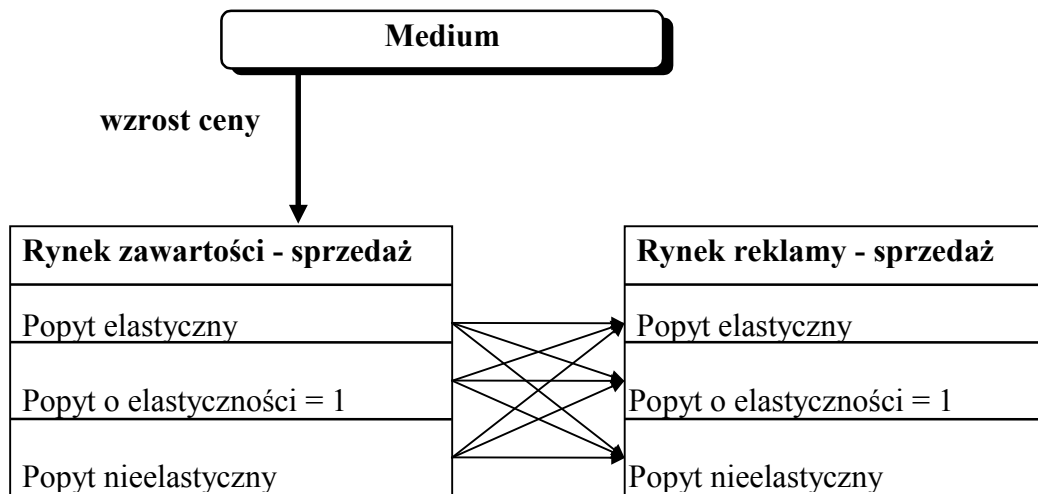 Medium
wzrost ceny
Rynek zawartości - sprzedaż
Popyt elastyczny
Popyt o elastyczności = 1
Popyt nieelastyczny
Rynek reklamy - sprzedaż
Popyt elastyczny
Popyt o elastyczności = 1
Popyt nieelastyczny